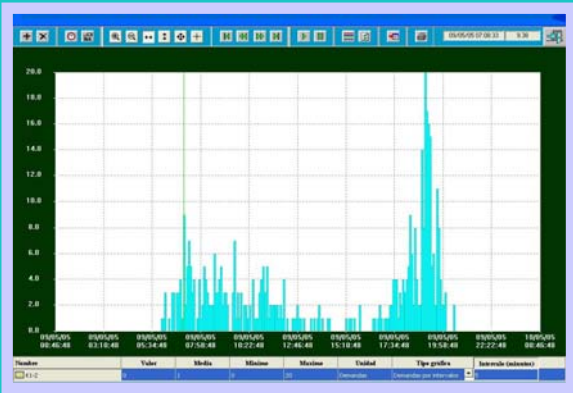 09/05/05 07:08:33 9.38
20.0
18.0
16.0
14.0
12.0
10.0
8.0
6.0
4.0
2.0
0.0
09/05/05 09/05/05 09/05/05 09/05/05 09/05/05 09/05/05 09/05/05 09/05/05 09/05/05 09/05/05 10/05/05
00:46:48 03:10:48 05:34:48 07:58:48 10:22:48 12:46:48 15:10:48 17:34:48 19:58:48 22:22:48 00:46:48
Nombre Valor Media Mínimo Maximo Unidad Tipo gráfica Intervalo (minutos)
0 1 0 20 Demandas Demandas por intervalos 5